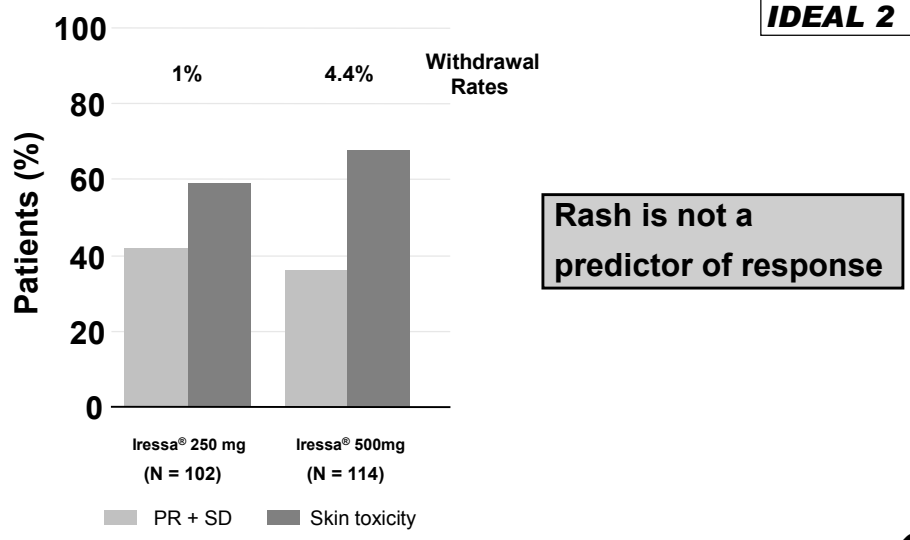 IDEAL 2
100
80
60
40
20
0
Patients (%)
1%
4.4%
Withdrawal
Rates
Iressa® 250 mg
(N = 102)
Iressa® 500mg
(N = 114)
PR + SD
Skin toxicity
Rash is not a
predictor of response